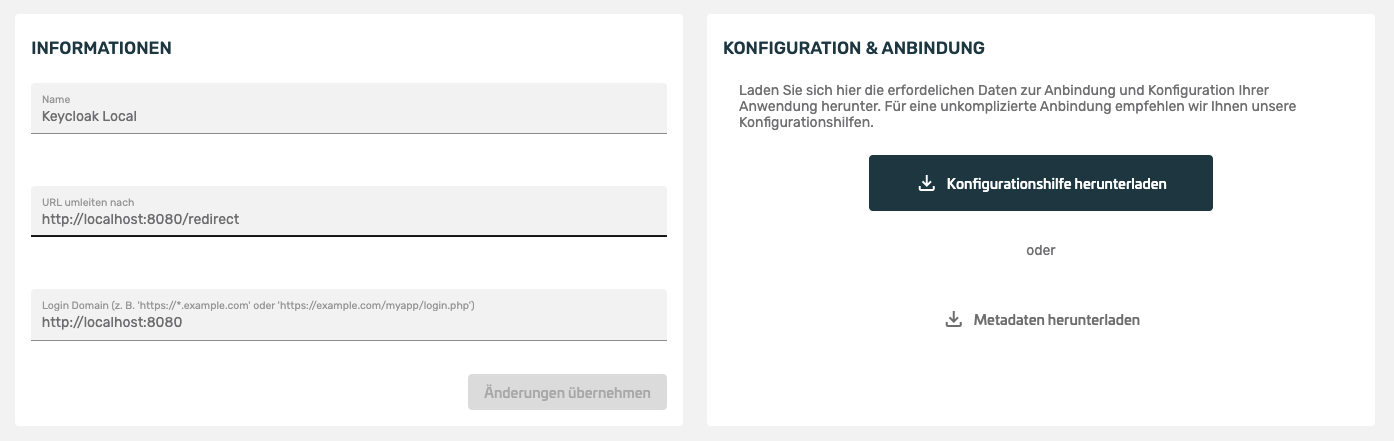 INFORMATIONEN
Name
Keycloak Local
URL umleiten nach
http://localhost:8080/redirect
Login Domain (z. B. 'https://*.example.com' oder 'https://example.com/myapp/login.php')
http://localhost:8080
Änderungen übernehmen
KONFIGURATION & ANBINDUNG
Laden Sie sich hier die erfordelichen Daten zur Anbindung und Konfiguration Ihrer
Anwendung herunter. Für eine unkomplizierte Anbindung empfehlen wir Ihnen unsere
Konfigurationshilfen.
Konfigurationshilfe herunterladen
oder
Metadaten herunterladen